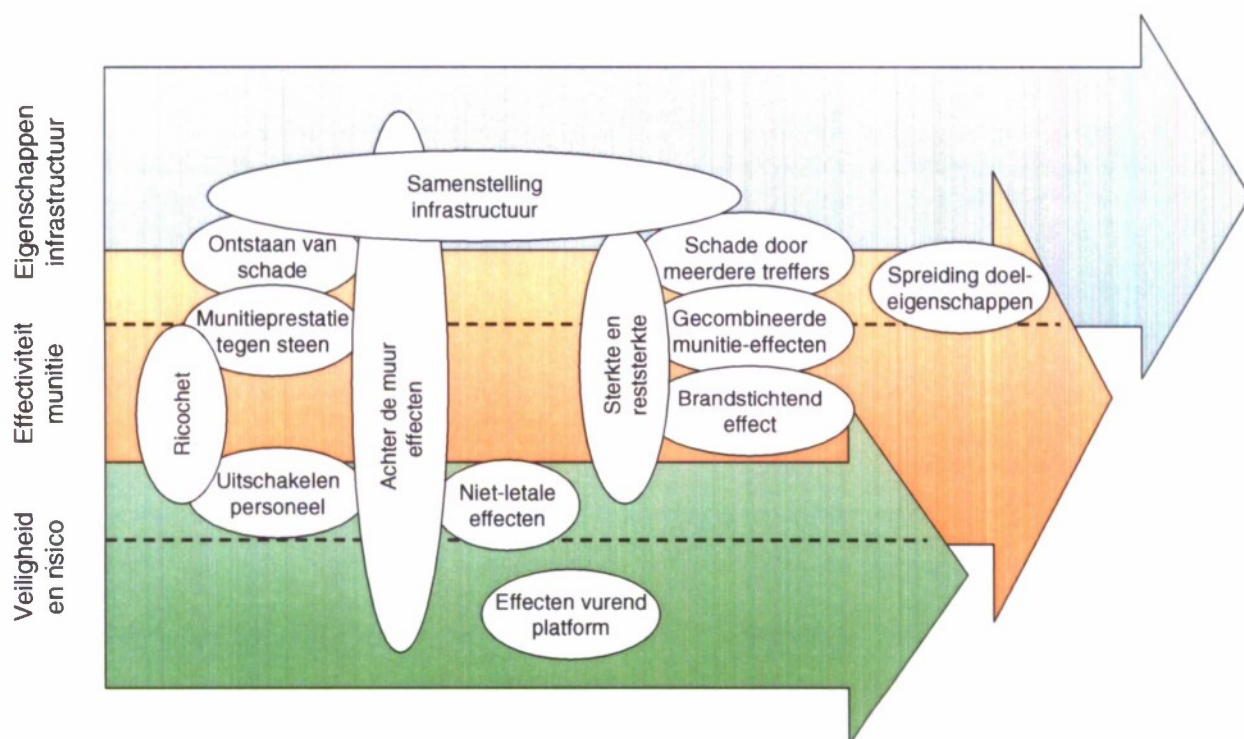 Eigenschappen
infrastructuur
Effectiviteit
munitie
Veiligheid
en risico
Samenstelling
infrastructuur
Ontstaan van
schade
Schade door
meerdere treffers
Spreiding doel-
eigenschappen
Munitieprestatie
tegen steen
Gecombineerde
munitie-effecten
Ricochet
Achter de muur
effecten
Sterkte en
reststerkte
Brandstichtend
effect
Uitschakelen
personeel
Niet-letale
effecten
Effecten vurend
platform